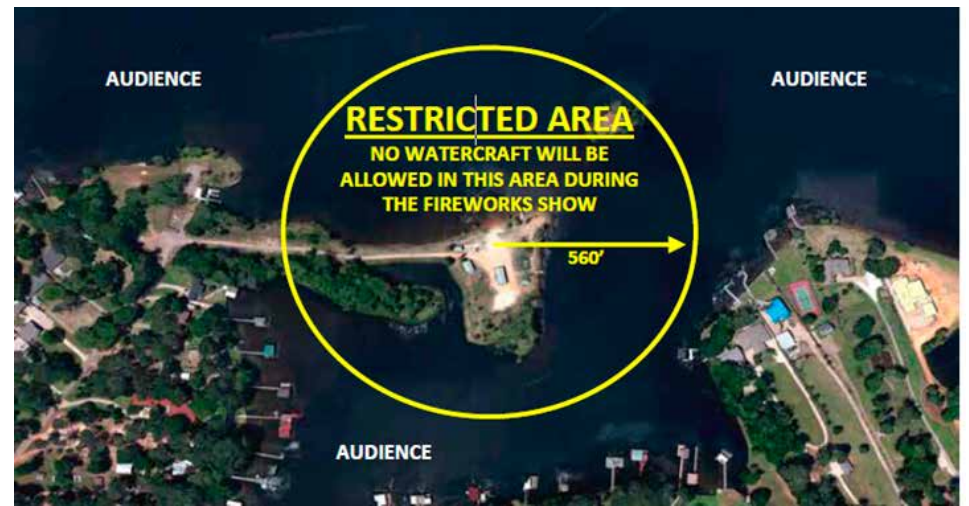 AUDIENCE
AUDIENCE
RESTRICTED AREA
NO WATERCRAFT WILL BE
ALLOWED IN THIS AREA DURING
THE FIREWORKS SHOW
560'
AUDIENCE